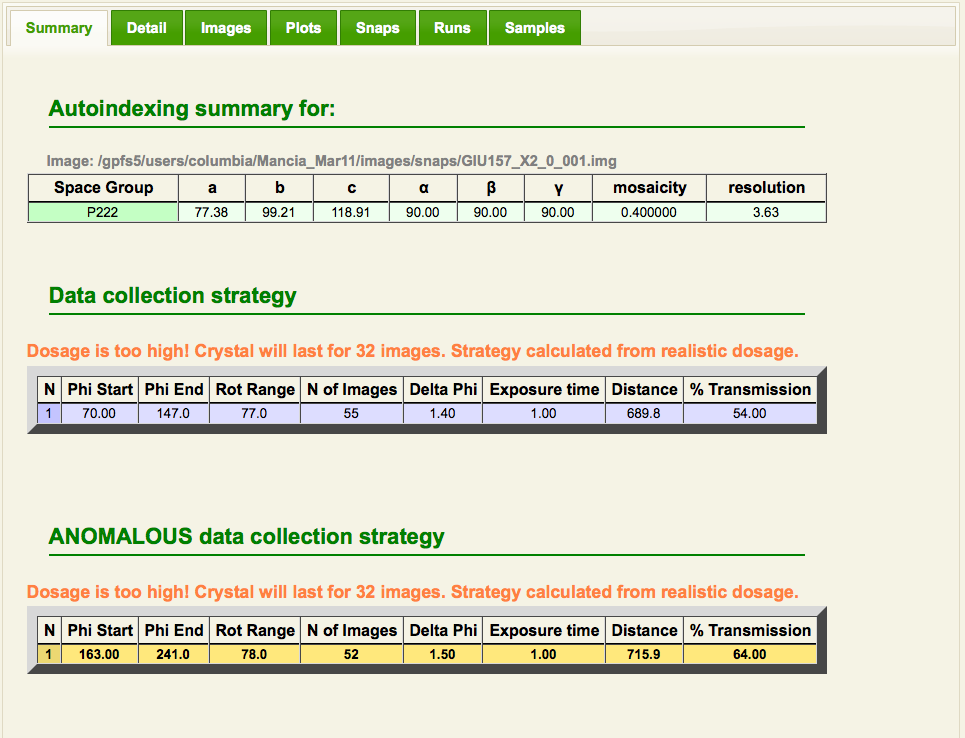 Summary Detail Images Plots Snaps Runs Samples
Autoindexing summary for:
Image: /gpfs5/users/columbia/Mancia_Mar11/images/snaps/GIU157_X2_0_001.img
Space Group a b c α β γ mosaicity resolution
P222 77.38 99.21 118.91 90.00 90.00 90.00 0.400000 3.63
Data collection strategy
Dosage is too high! Crystal will last for 32 images. Strategy calculated from realistic dosage.
N Phi Start Phi End Rot Range N of Images Delta Phi Exposure time Distance % Transmission
1 70.00 147.0 77.0 55 1.40 1.00 689.8 54.00
ANOMALOUS data collection strategy
Dosage is too high! Crystal will last for 32 images. Strategy calculated from realistic dosage.
N Phi Start Phi End Rot Range N of Images Delta Phi Exposure time Distance % Transmission
1 163.00 241.0 78.0 52 1.50 1.00 715.9 64.00